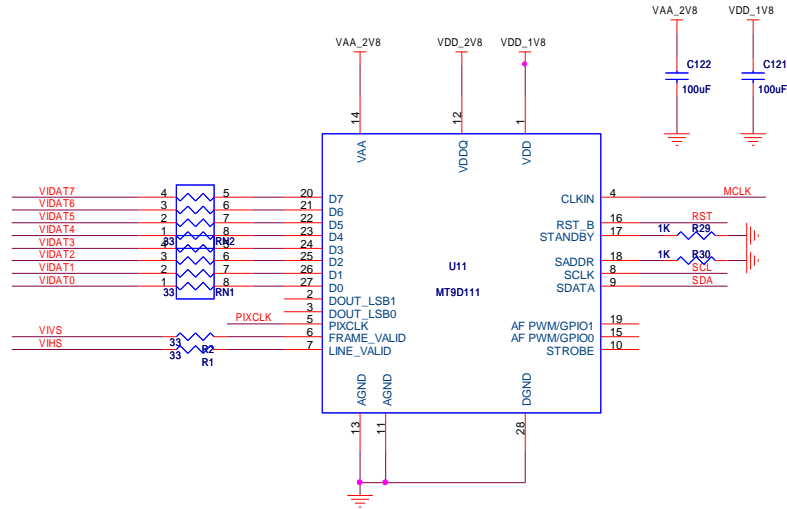 VAA_2V8 VDD_1V8
VAA_2V8 VDD_2V8 VDD_1V8
C122 C121
100uF 100uF
14 12 1
VAA VDDQ VDD
VIDAT7 4 5 20 D7 CLKIN 4 MCLK
VIDAT6 3 6 21 D6
VIDAT5 2 7 22 D5 RST_B 16 RST
VIDAT4 1 8 23 D4 STANDBY 17 1K R29
33 RN2
VIDAT3 4 5 24 D3
VIDAT2 3 6 25 D2 SADDR 18 1K R30
VIDAT1 2 7 26 D1 U11 SCLK 8 SCL
VIDAT0 1 8 27 D0 SDATA 9 SDA
33 RN1 MT9D111
2 DOUT_LSB1
3 DOUT_LSB0
PIXCLK 5 PIXCLK AF PWM/GPIO1 19
VIVS 6 FRAME_VALID AF PWM/GPIO0 15
33 R2
VIHS 7 LINE_VALID STROBE 10
33 R1
AGND AGND DGND
13 11 28